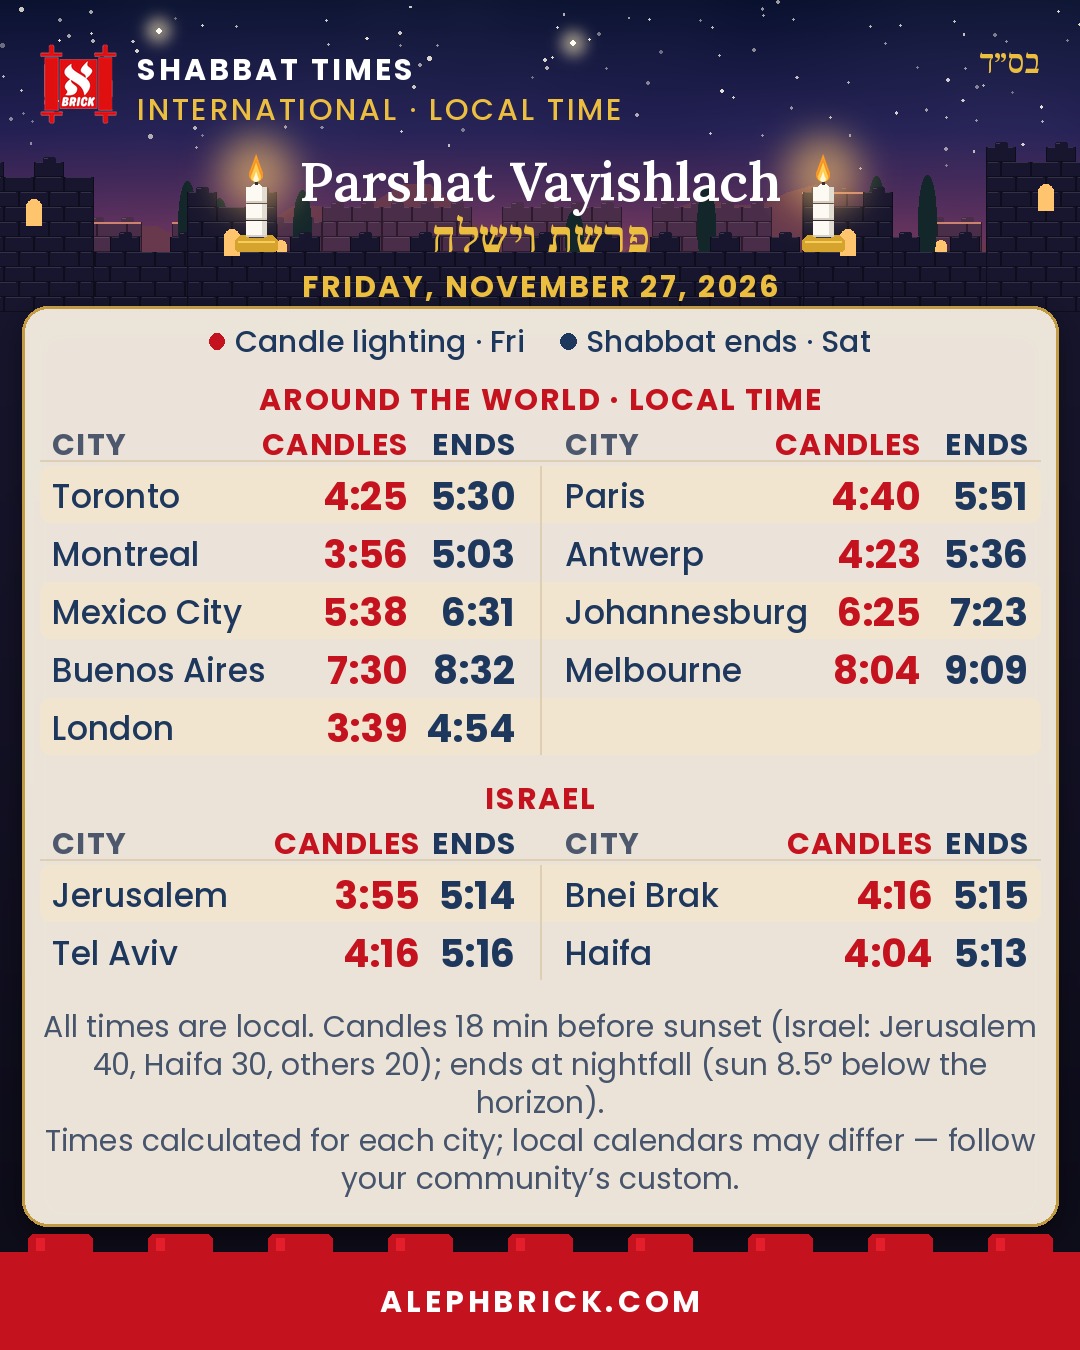 BRICK
SHABBAT TIMES
INTERNATIONAL · LOCAL TIME
בס״ד
Parshat Vayishlach
פרשת וישלח
FRIDAY, NOVEMBER 27, 2026
Candle lighting · Fri Shabbat ends · Sat
AROUND THE WORLD · LOCAL TIME
CITY CANDLES ENDS CITY CANDLES ENDS
Toronto 4:25 5:30 Paris 4:40 5:51
Montreal 3:56 5:03 Antwerp 4:23 5:36
Mexico City 5:38 6:31 Johannesburg 6:25 7:23
Buenos Aires 7:30 8:32 Melbourne 8:04 9:09
London 3:39 4:54
ISRAEL
CITY CANDLES ENDS CITY CANDLES ENDS
Jerusalem 3:55 5:14 Bnei Brak 4:16 5:15
Tel Aviv 4:16 5:16 Haifa 4:04 5:13
All times are local. Candles 18 min before sunset (Israel: Jerusalem
40, Haifa 30, others 20); ends at nightfall (sun 8.5° below the
horizon).
Times calculated for each city; local calendars may differ — follow
your community’s custom.
ALEPHBRICK.COM